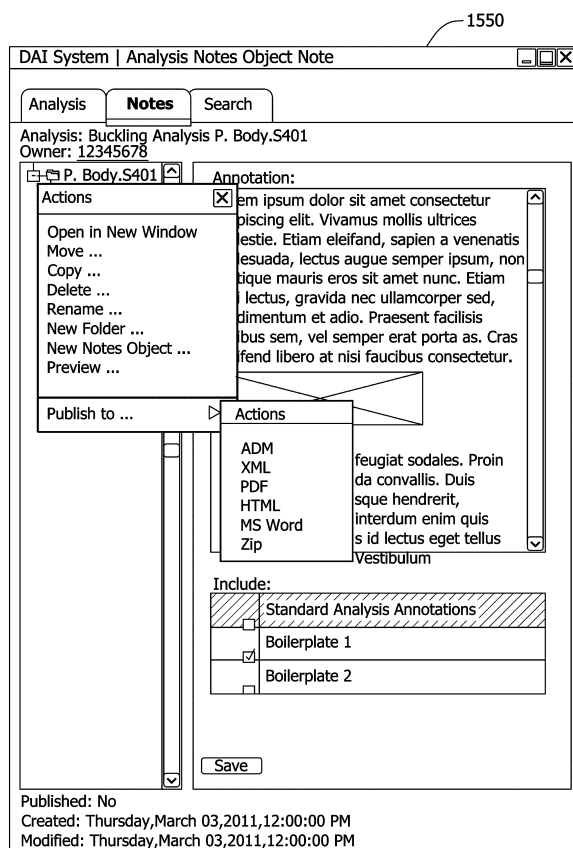 1550
DAI System | Analysis Notes Object Note
Analysis Notes Search
Analysis: Buckling Analysis P. Body.S401
Owner: 12345678
P. Body.S401
Actions
Open in New Window
Move ...
Copy ...
Delete ...
Rename ...
New Folder ...
New Notes Object ...
Preview ...
Publish to ...
Actions
ADM
XML
PDF
HTML
MS Word
Zip
Annotation:
em ipsum dolor sit amet consectetur
piscing elit. Vivamus mollis ultrices
estie. Etiam eleifand, sapien a venenatis
esuada, lectus augue semper ipsum, non
tique mauris eros sit amet nunc. Etiam
i lectus, gravida nec ullamcorper sed,
dimentum et adio. Praesent facilisis
ibus sem, vel semper erat porta as. Cras
ifend libero at nisi faucibus consectetur.
feugiat sodales. Proin
da convallis. Duis
sque hendrerit,
interdum enim quis
s id lectus eget tellus
Vestibulum
Include:
Standard Analysis Annotations
Boilerplate 1
Boilerplate 2
Save
Published: No
Created: Thursday,March 03,2011,12:00:00 PM
Modified: Thursday,March 03,2011,12:00:00 PM